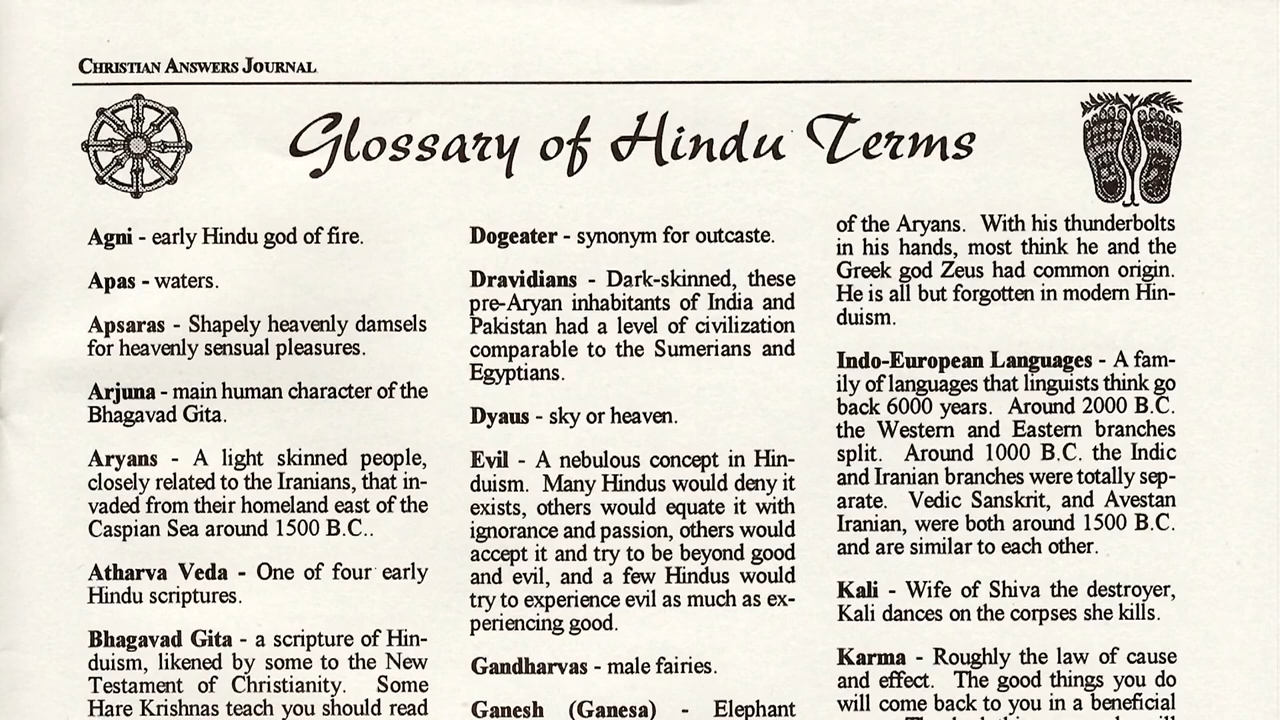 CHRISTIAN ANSWERS JOURNAL
Glossary of Hindu Terms
Agni - early Hindu god of fire.
Apas - waters.
Apsaras - Shapely heavenly damsels
for heavenly sensual pleasures.
Arjuna - main human character of the
Bhagavad Gita.
Aryans - A light skinned people,
closely related to the Iranians, that in-
vaded from their homeland east of the
Caspian Sea around 1500 B.C..
Atharva Veda - One of four early
Hindu scriptures.
Bhagavad Gita - a scripture of Hin-
duism, likened by some to the New
Testament of Christianity. Some
Hare Krishnas teach you should read
Dogeater - synonym for outcaste.
Dravidians - Dark-skinned, these
pre-Aryan inhabitants of India and
Pakistan had a level of civilization
comparable to the Sumerians and
Egyptians.
Dyaus - sky or heaven.
Evil - A nebulous concept in Hin-
duism. Many Hindus would deny it
exists, others would equate it with
ignorance and passion, others would
accept it and try to be beyond good
and evil, and a few Hindus would
try to experience evil as much as ex-
periencing good.
Gandharvas - male fairies.
Ganesh (Ganesa) - Elephant
of the Aryans. With his thunderbolts
in his hands, most think he and the
Greek god Zeus had common origin.
He is all but forgotten in modern Hin-
duism.
Indo-European Languages - A fam-
ily of languages that linguists think go
back 6000 years. Around 2000 B.C.
the Western and Eastern branches
split. Around 1000 B.C. the Indic
and Iranian branches were totally sep-
arate. Vedic Sanskrit, and Avestan
Iranian, were both around 1500 B.C.
and are similar to each other.
Kali - Wife of Shiva the destroyer,
Kali dances on the corpses she kills.
Karma - Roughly the law of cause
and effect. The good things you do
will come back to you in a beneficial